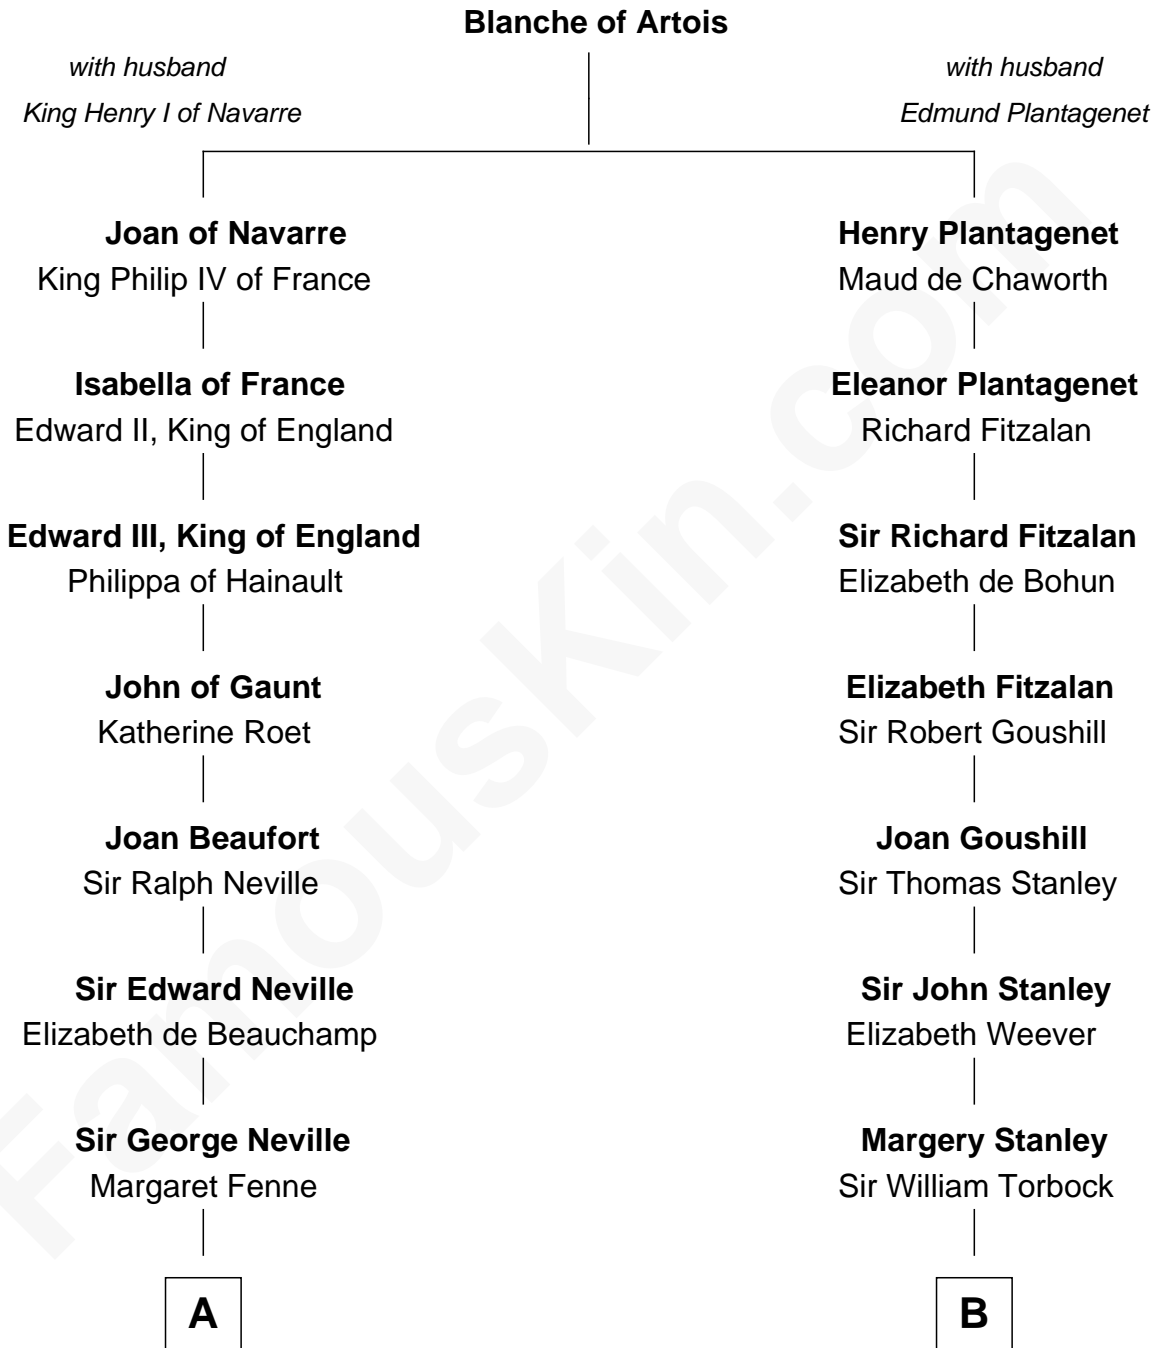 Blanche of Artois
with husband
King Henry I of Navarre
with husband
Edmund Plantagenet
Joan of Navarre
King Philip IV of France
Henry Plantagenet
Maud de Chaworth
Isabella of France
Edward II, King of England
Eleanor Plantagenet
Richard Fitzalan
Edward III, King of England
Philippa of Hainault
Sir Richard Fitzalan
Elizabeth de Bohun
John of Gaunt
Katherine Roet
Elizabeth Fitzalan
Sir Robert Goushill
Joan Beaufort
Sir Ralph Neville
Joan Goushill
Sir Thomas Stanley
Sir Edward Neville
Elizabeth de Beauchamp
Sir John Stanley
Elizabeth Weever
Sir George Neville
Margaret Fenne
Margery Stanley
Sir William Torbock
A
B
FamousKin.com